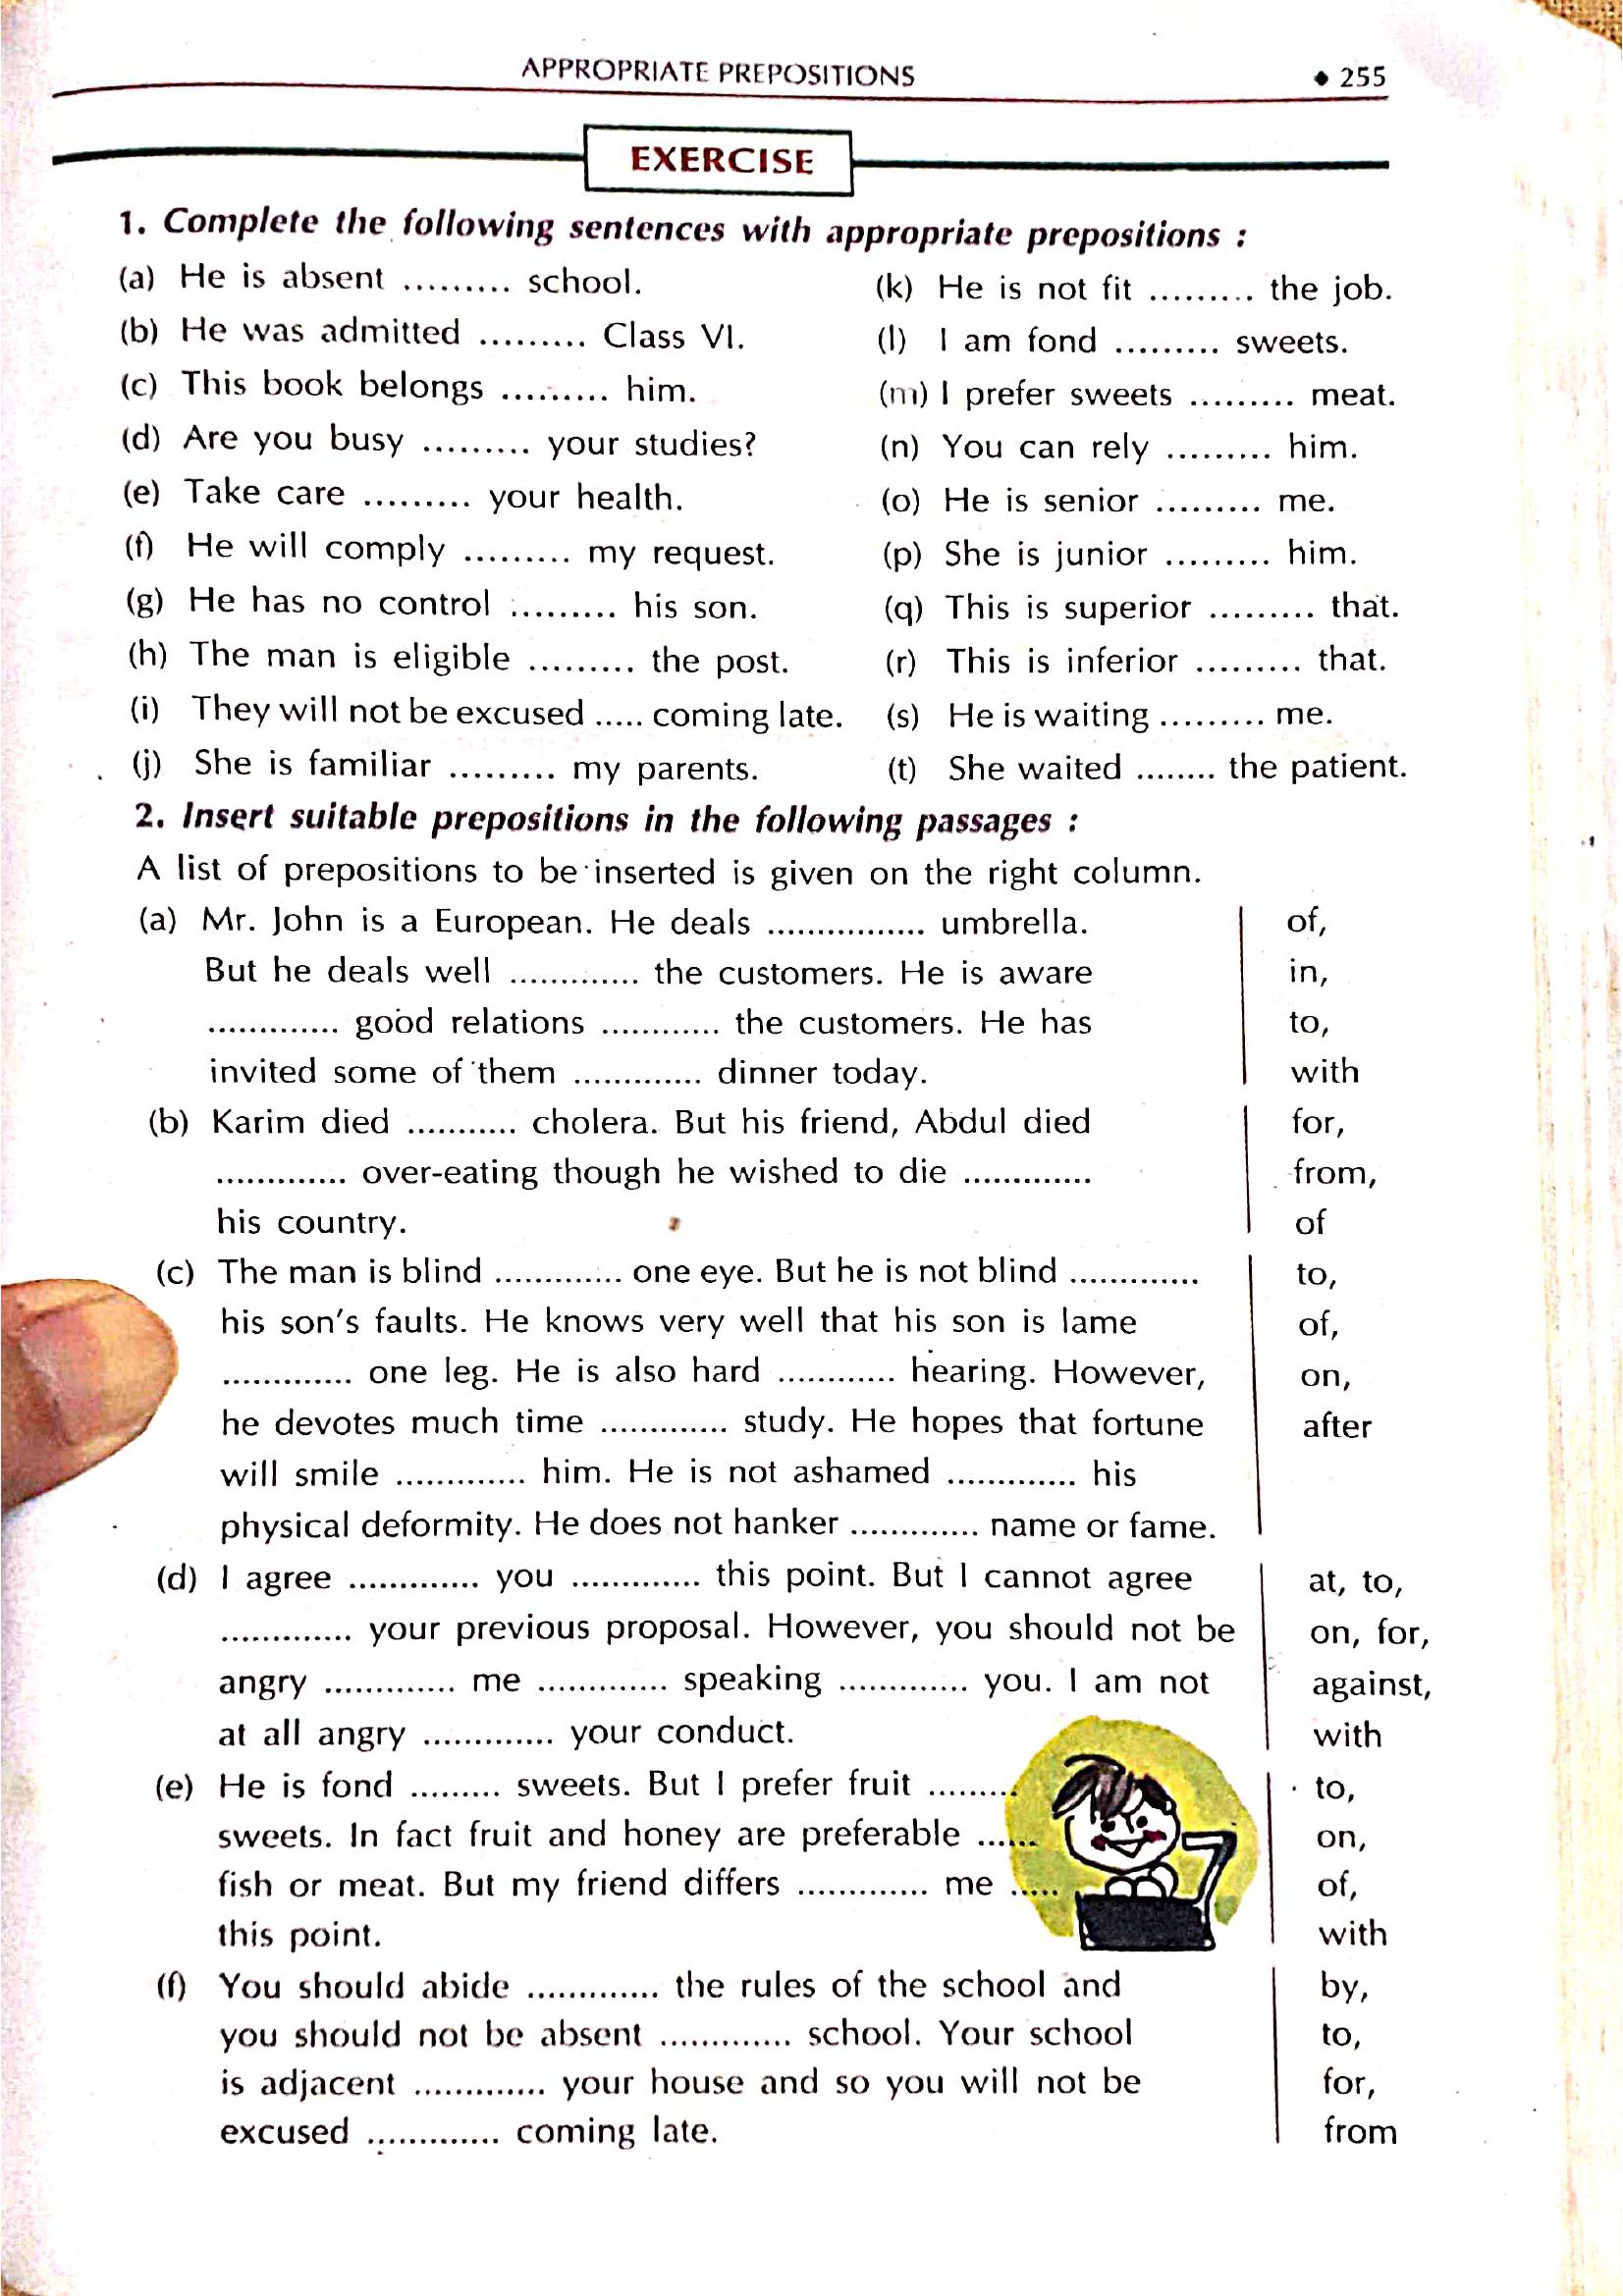 APPROPRIATE PREPOSITIONS ♦ 255
EXERCISE
1. Complete the following sentences with appropriate prepositions :
(a) He is absent ......... school.
(b) He was admitted ......... Class VI.
(c) This book belongs ......... him.
(d) Are you busy ......... your studies?
(e) Take care ......... your health.
(f) He will comply ......... my request.
(g) He has no control ......... his son.
(h) The man is eligible ......... the post.
(i) They will not be excused ..... coming late.
(j) She is familiar ......... my parents.
(k) He is not fit ......... the job.
(l) I am fond ......... sweets.
(m) I prefer sweets ......... meat.
(n) You can rely ......... him.
(o) He is senior ......... me.
(p) She is junior ......... him.
(q) This is superior ......... that.
(r) This is inferior ......... that.
(s) He is waiting ......... me.
(t) She waited ........ the patient.
2. Insert suitable prepositions in the following passages :
A list of prepositions to be inserted is given on the right column.
(a) Mr. John is a European. He deals ................ umbrella. of,
But he deals well ............. the customers. He is aware in,
............. good relations ............ the customers. He has to,
invited some of them ............. dinner today. with
(b) Karim died ........... cholera. But his friend, Abdul died for,
............. over-eating though he wished to die ............. from,
his country. of
(c) The man is blind ............. one eye. But he is not blind ............. to,
his son's faults. He knows very well that his son is lame of,
............. one leg. He is also hard ............ hearing. However, on,
he devotes much time ............. study. He hopes that fortune after
will smile ............. him. He is not ashamed ............. his
physical deformity. He does not hanker ............. name or fame.
(d) I agree ............. you ............. this point. But I cannot agree at, to,
............. your previous proposal. However, you should not be on, for,
angry ............. me ............. speaking ............. you. I am not against,
at all angry ............. your conduct. with
(e) He is fond ......... sweets. But I prefer fruit ......... to,
sweets. In fact fruit and honey are preferable ...... on,
fish or meat. But my friend differs ............. me ..... of,
this point. with
(f) You should abide ............. the rules of the school and by,
you should not be absent ............. school. Your school to,
is adjacent ............. your house and so you will not be for,
excused ............. coming late. from